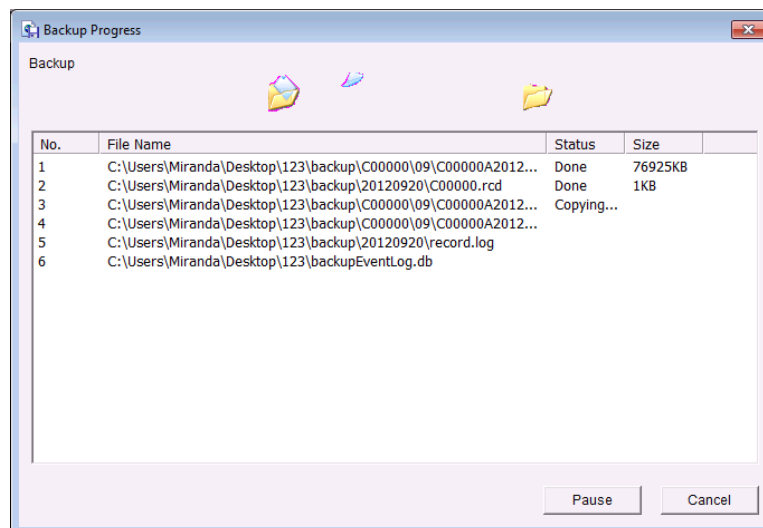 Backup Progress
Backup
No. File Name Status Size
1 C:\Users\Miranda\Desktop\123\backup\C00000\09\C00000A2012... Done 76925KB
2 C:\Users\Miranda\Desktop\123\backup\20120920\C00000.rcd Done 1KB
3 C:\Users\Miranda\Desktop\123\backup\C00000\09\C00000A2012... Copying...
4 C:\Users\Miranda\Desktop\123\backup\C00000\09\C00000A2012...
5 C:\Users\Miranda\Desktop\123\backup\20120920\record.log
6 C:\Users\Miranda\Desktop\123\backupEventLog.db
Pause Cancel